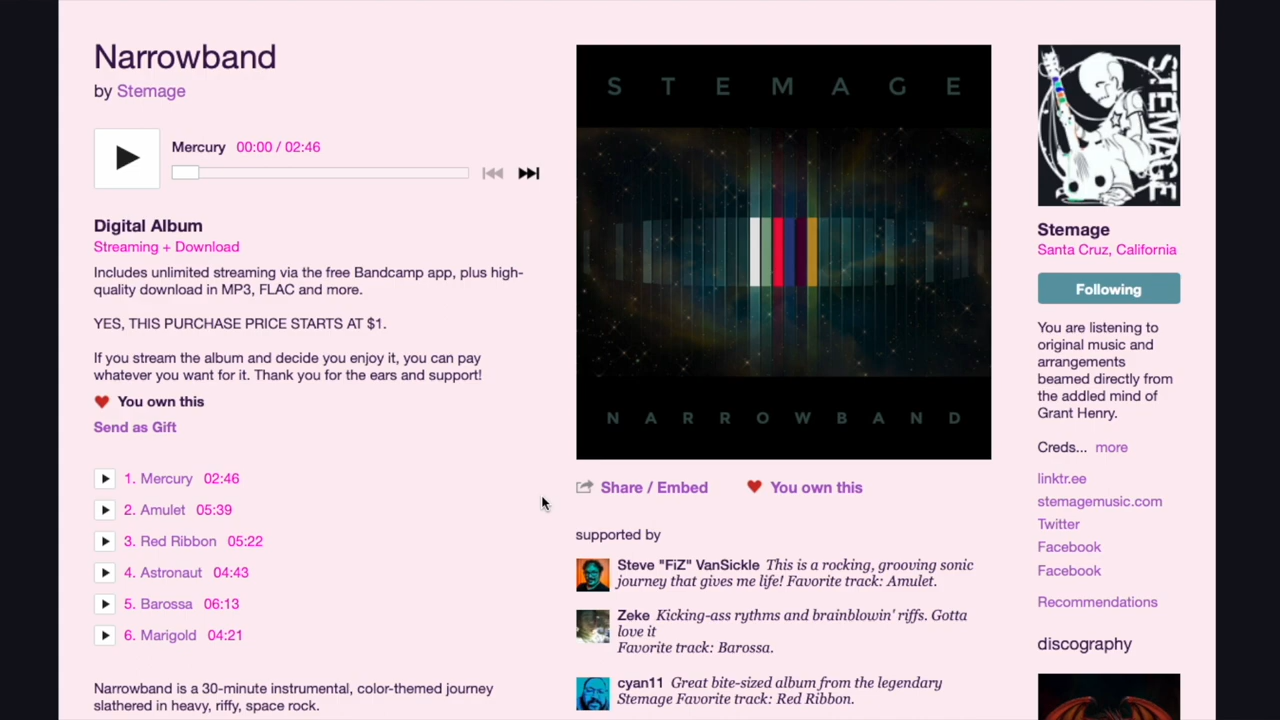 Narrowband
by Stemage
Mercury 00:00 / 02:46
Digital Album
Streaming + Download
Includes unlimited streaming via the free Bandcamp app, plus high-
quality download in MP3, FLAC and more.
YES, THIS PURCHASE PRICE STARTS AT $1.
If you stream the album and decide you enjoy it, you can pay
whatever you want for it. Thank you for the ears and support!
You own this
Send as Gift
1. Mercury 02:46
2. Amulet 05:39
3. Red Ribbon 05:22
4. Astronaut 04:43
5. Barossa 06:13
6. Marigold 04:21
Narrowband is a 30-minute instrumental, color-themed journey
slathered in heavy, riffy, space rock.
STEMAGE
NARROWBAND
Share / Embed You own this
supported by
Steve "FiZ" VanSickle This is a rocking, grooving sonic
journey that gives me life! Favorite track: Amulet.
Zeke Kicking-ass rythms and brainblowin' riffs. Gotta
love it
Favorite track: Barossa.
cyan11 Great bite-sized album from the legendary
Stemage Favorite track: Red Ribbon.
STEMAGE
Stemage
Santa Cruz, California
Following
You are listening to
original music and
arrangements
beamed directly from
the addled mind of
Grant Henry.
Creds... more
linktr.ee
stemagemusic.com
Twitter
Facebook
Facebook
Recommendations
discography